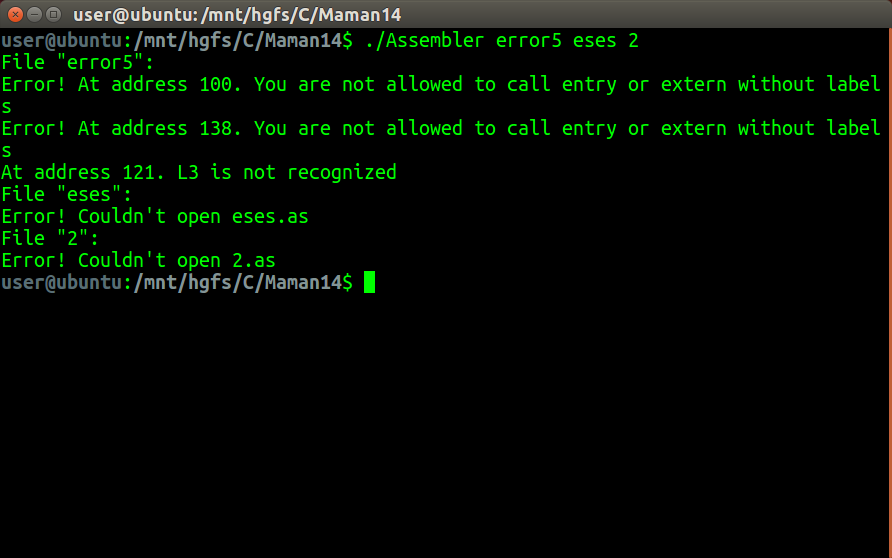 user@ubuntu: /mnt/hgfs/C/Maman14
user@ubuntu:/mnt/hgfs/C/Maman14$ ./Assembler error5 eses 2
File "error5":
Error! At address 100. You are not allowed to call entry or extern without label
s
Error! At address 138. You are not allowed to call entry or extern without label
s
At address 121. L3 is not recognized
File "eses":
Error! Couldn't open eses.as
File "2":
Error! Couldn't open 2.as
user@ubuntu:/mnt/hgfs/C/Maman14$